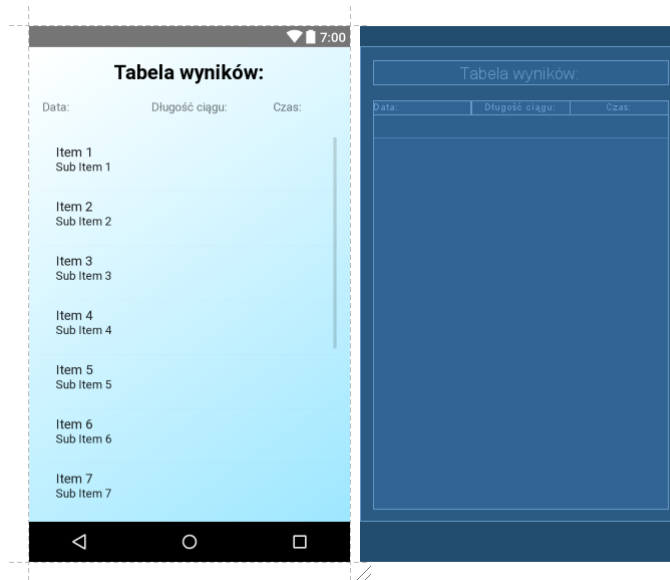 7:00
Tabela wyników:
Data: Długość ciągu: Czas:
Item 1
Sub Item 1
Item 2
Sub Item 2
Item 3
Sub Item 3
Item 4
Sub Item 4
Item 5
Sub Item 5
Item 6
Sub Item 6
Item 7
Sub Item 7
Tabela wyników:
Data: Długość ciągu: Czas: